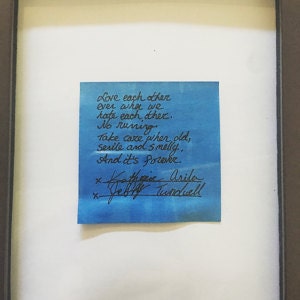 Love each other
even when we
hate each other.
No running.
Take care when old,
senile and smelly.
And it's forever
x
x